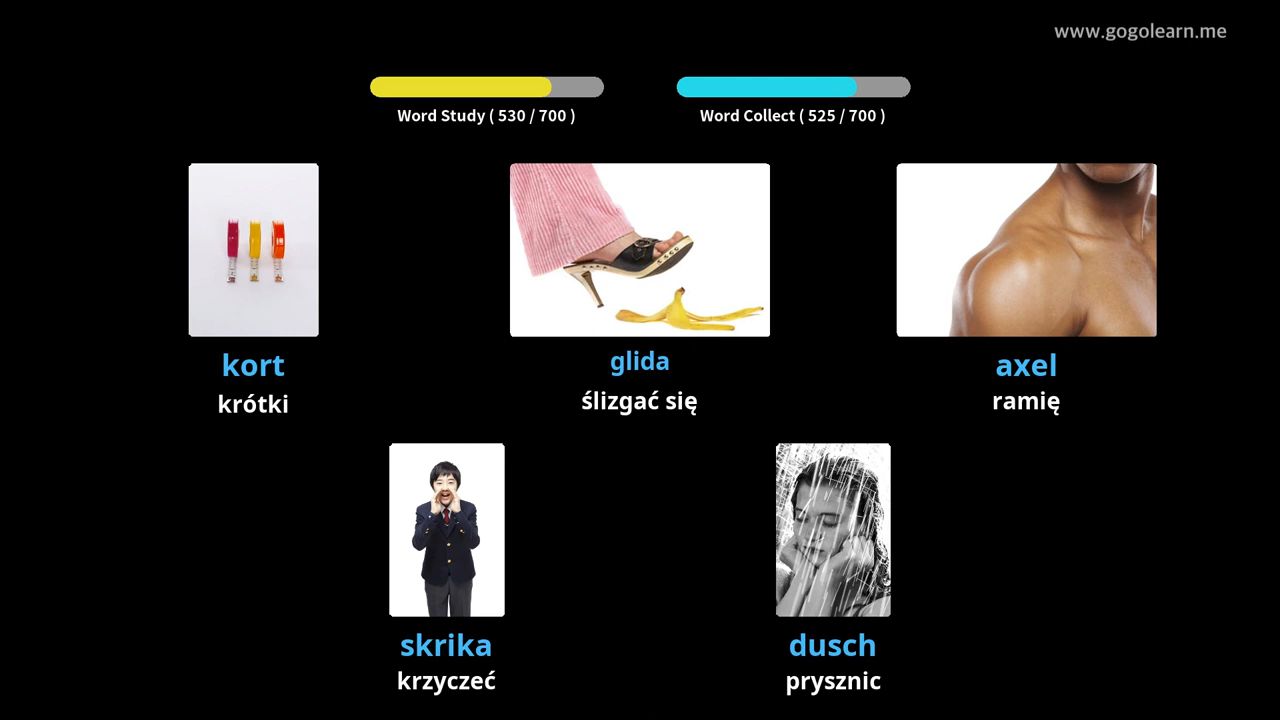 www.gogolearn.me
Word Study ( 530 / 700 )
Word Collect ( 525 / 700 )
kort
krótki
glida
ślizgać się
axel
ramię
skrika
krzyczeć
dusch
prysznic